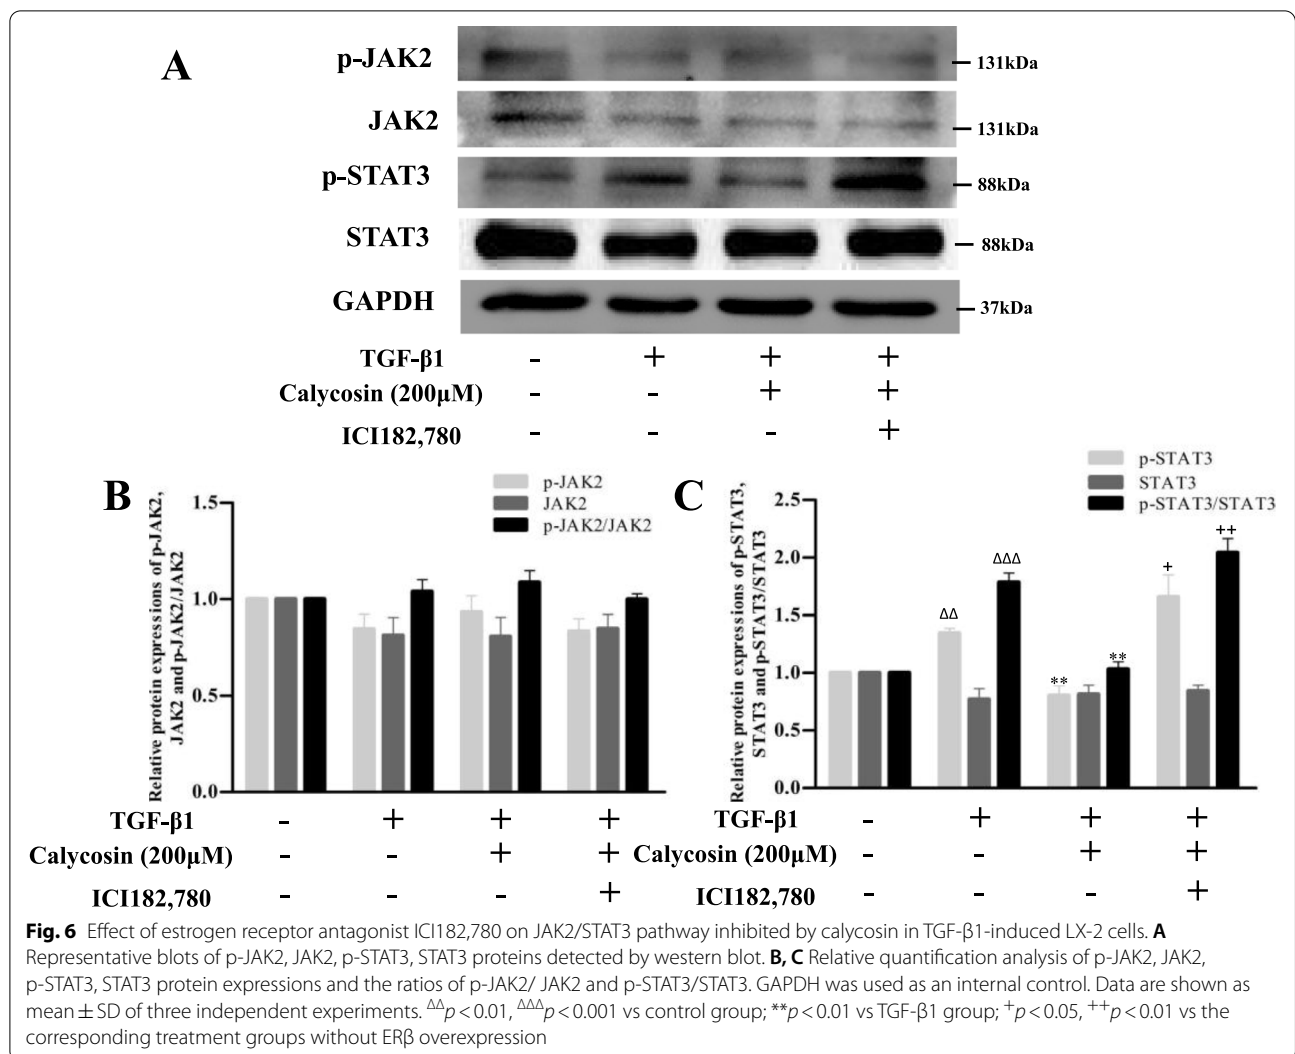 A
p-JAK2
131kDa
JAK2
131kDa
p-STAT3
88kDa
STAT3
88kDa
GAPDH
37kDa
TGF-β1 - + + +
Calycosin (200μM) - - + +
ICI182,780 - - - +
B
Relative protein expressions of p-JAK2,
JAK2 and p-JAK2/JAK2
p-JAK2
JAK2
p-JAK2/JAK2
1.5
1.0
0.5
0.0
TGF-β1 - + + +
Calycosin (200μM) - - + +
ICI182,780 - - - +
C
Relative protein expressions of p-STAT3,
STAT3 and p-STAT3/STAT3
p-STAT3
STAT3
p-STAT3/STAT3
2.5
2.0
1.5
1.0
0.5
0.0
ΔΔ
ΔΔΔ
**
**
+
++
TGF-β1 - + + +
Calycosin (200μM) - - + +
ICI182,780 - - - +
Fig. 6 Effect of estrogen receptor antagonist ICI182,780 on JAK2/STAT3 pathway inhibited by calycosin in TGF-β1-induced LX-2 cells. A
Representative blots of p-JAK2, JAK2, p-STAT3, STAT3 proteins detected by western blot. B, C Relative quantification analysis of p-JAK2, JAK2,
p-STAT3, STAT3 protein expressions and the ratios of p-JAK2/ JAK2 and p-STAT3/STAT3. GAPDH was used as an internal control. Data are shown as
mean ± SD of three independent experiments. ΔΔp < 0.01, ΔΔΔp < 0.001 vs control group; **p < 0.01 vs TGF-β1 group; +p < 0.05, ++p < 0.01 vs the
corresponding treatment groups without ERβ overexpression